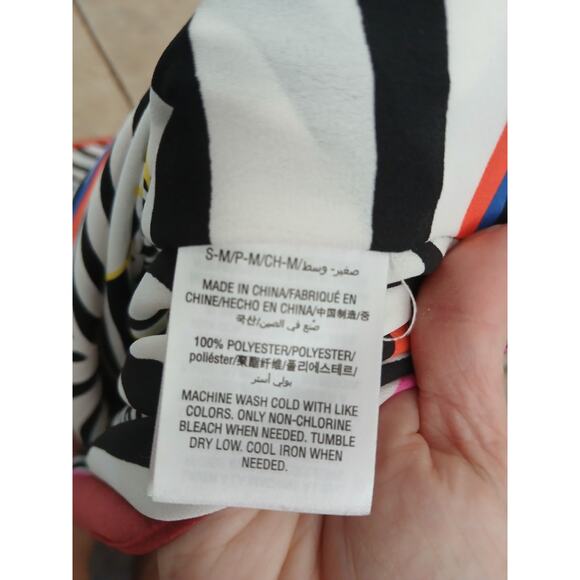 S-M/P-M/CH-M/صغير- وسط
MADE IN CHINA/FABRIQUÉ EN
CHINE/HECHO EN CHINA/中国制造/중
국산/صُنع في الصين
100% POLYESTER/POLYESTER/
poliéster/聚酯纤维/폴리에스테르/
بولي أستر
MACHINE WASH COLD WITH LIKE
COLORS. ONLY NON-CHLORINE
BLEACH WHEN NEEDED. TUMBLE
DRY LOW. COOL IRON WHEN
NEEDED.